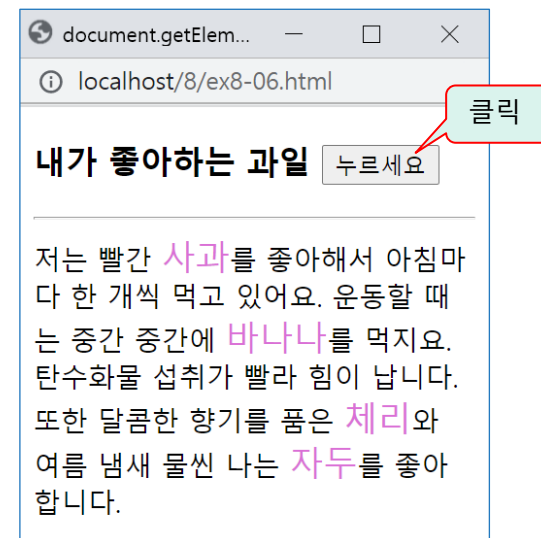 document.getElem...
localhost/8/ex8-06.html
클릭
내가 좋아하는 과일 누르세요
저는 빨간 사과를 좋아해서 아침마
다 한 개씩 먹고 있어요. 운동할 때
는 중간 중간에 바나나를 먹지요.
탄수화물 섭취가 빨라 힘이 납니다.
또한 달콤한 향기를 품은 체리와
여름 냄새 물씬 나는 자두를 좋아
합니다.